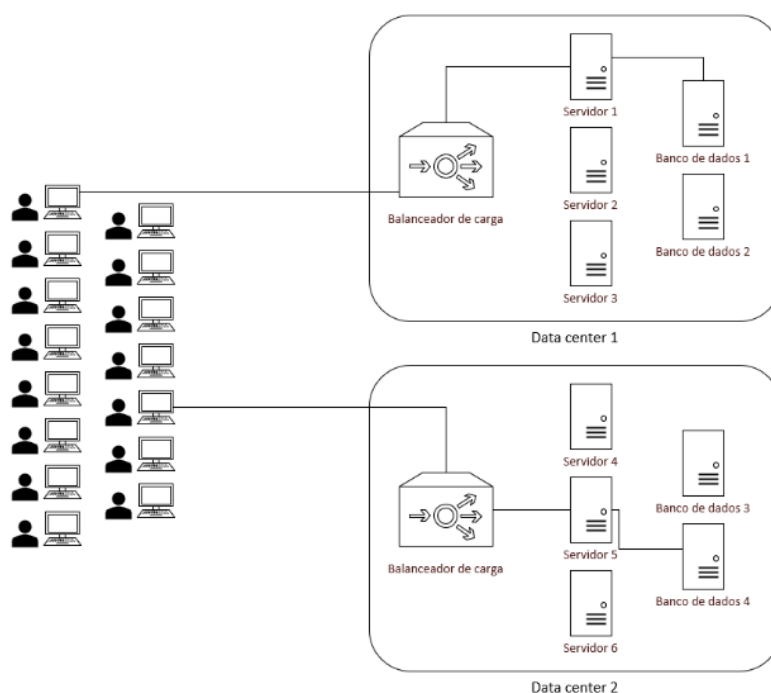 Servidor 1
Banco de dados 1
Servidor 2
Balanceador de carga
Banco de dados 2
Servidor 3
Data center 1
Servidor 4
Banco de dados 3
Servidor 5
Balanceador de carga
Banco de dados 4
Servidor 6
Data center 2